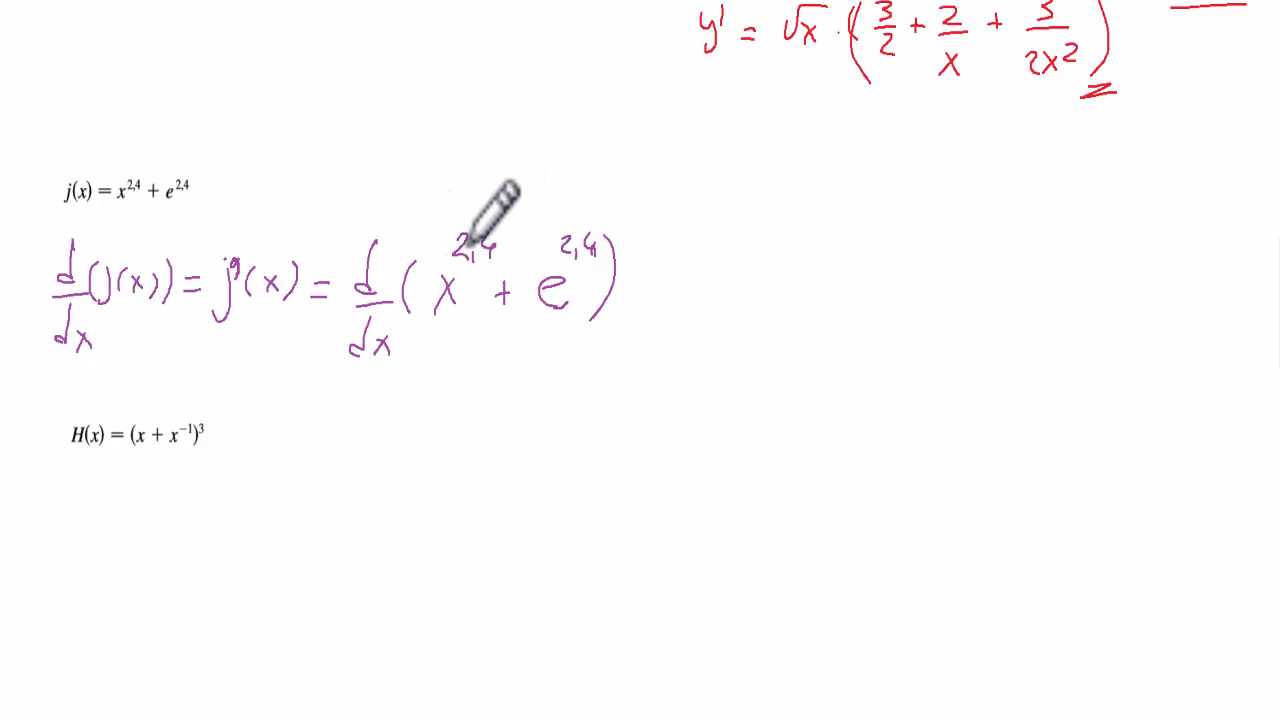 y' = √x · (3/2 + 2/x + 3/2x²)
j(x) = x^2,4 + e^2,4
d/dx (j(x)) = j'(x) = d/dx (x^2,4 + e^2,4)
H(x) = (x + x^−1)^3